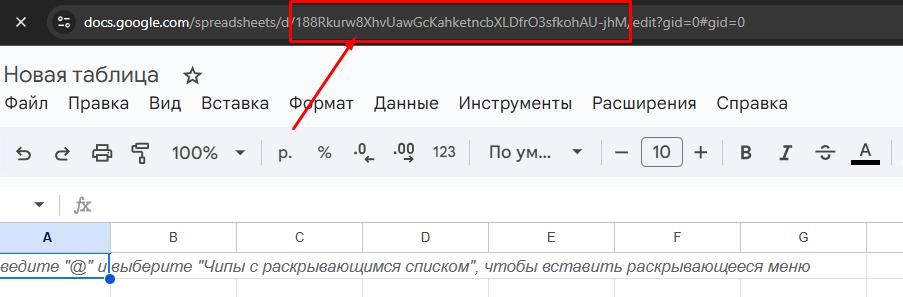 docs.google.com/spreadsheets/d/188Rkurw8XhvUawGcKahketncbXLDfrO3sfkohAU-jhM/edit?gid=0#gid=0
Новая таблица
Файл Правка Вид Вставка Формат Данные Инструменты Расширения Справка
100% р. % .0 .00 123 По ум... − 10 + B I S A
fx
A B C D E F G
ведите "@" и выберите "Чипы с раскрывающимся списком", чтобы вставить раскрывающееся меню